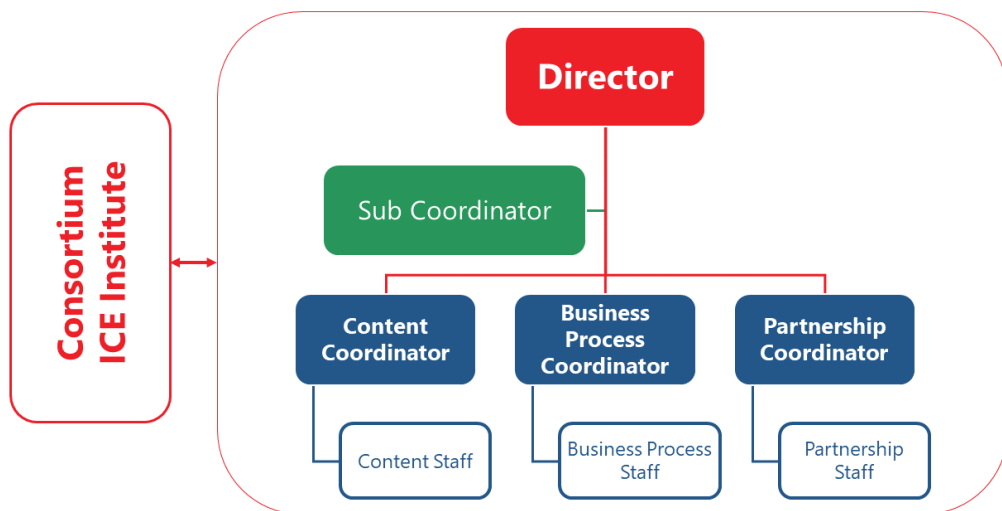 Consortium
ICE Institute
Director
Sub Coordinator
Content
Coordinator
Business
Process
Coordinator
Partnership
Coordinator
Content Staff
Business Process
Staff
Partnership
Staff